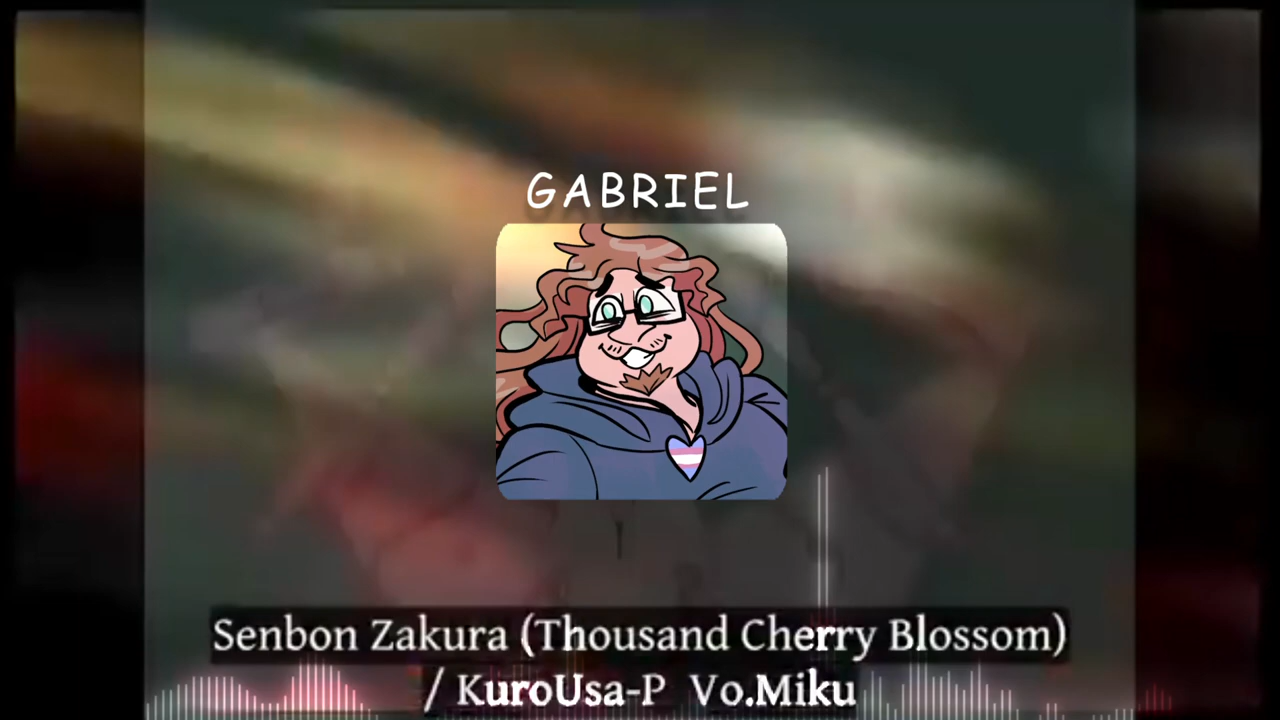 GABRIEL
Senbon Zakura (Thousand Cherry Blossom)
/ KuroUsa-P Vo.Miku